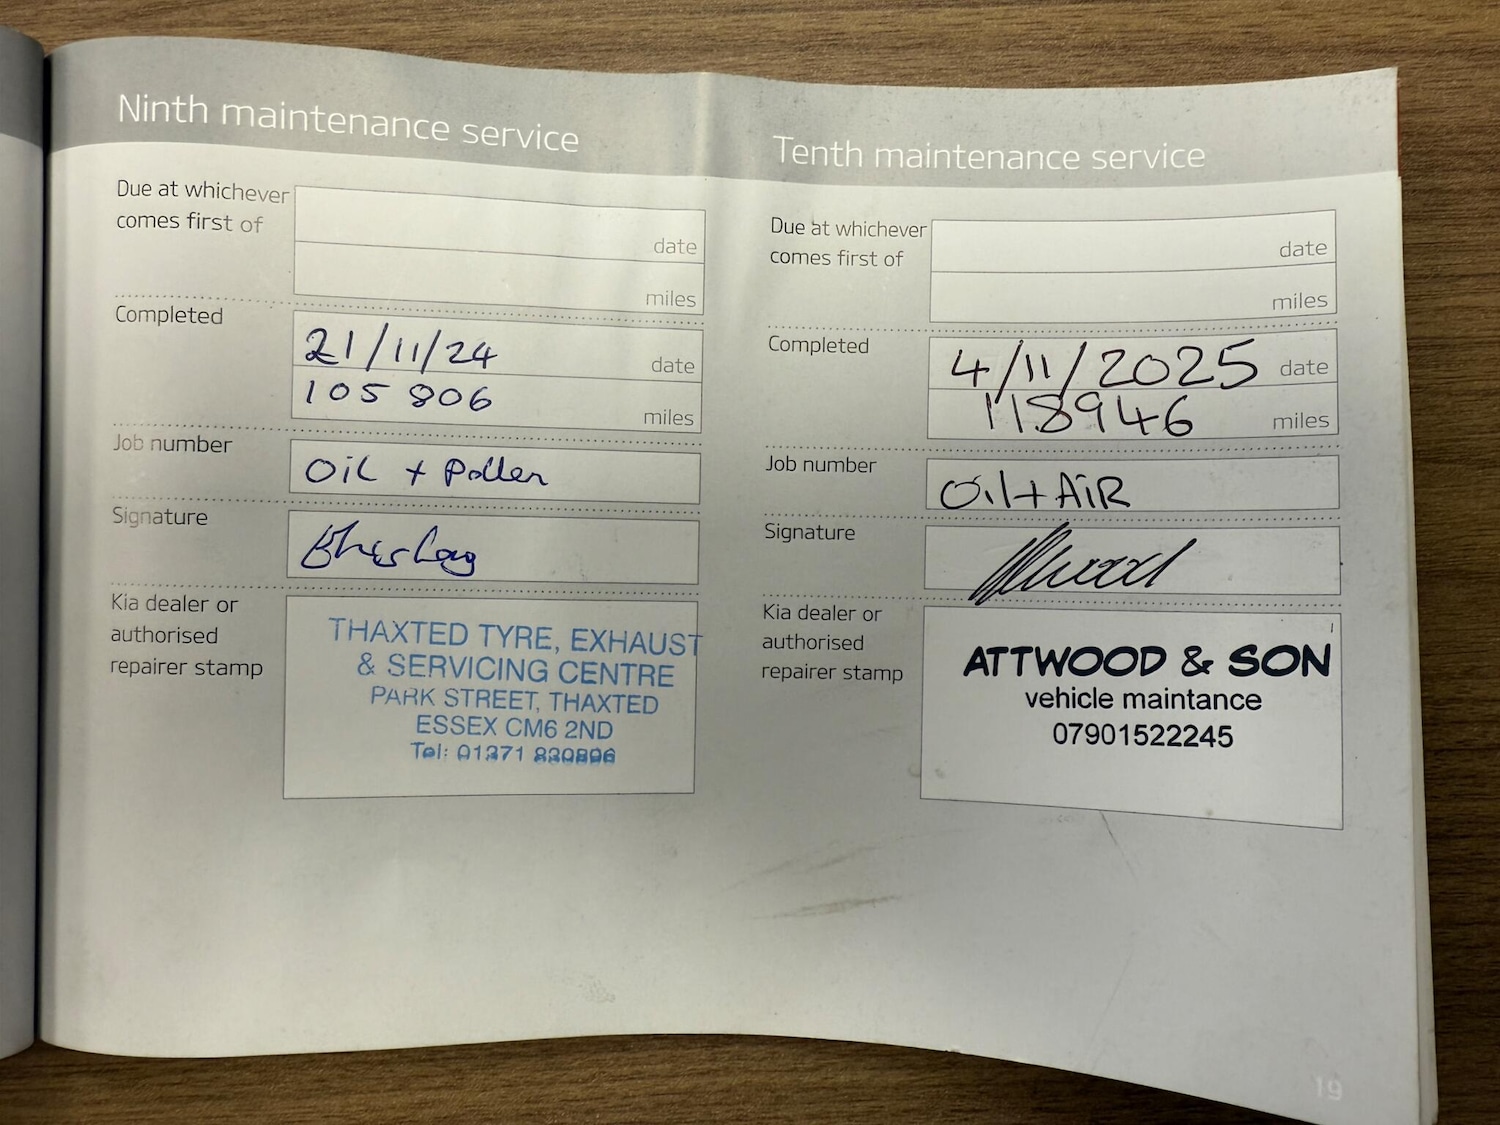 Ninth maintenance service
Due at whichever
comes first of
date
miles
Completed
21/11/24 date
105 806 miles
Job number
Oil + Pollen
Signature
Kia dealer or
authorised
repairer stamp
THAXTED TYRE, EXHAUST
& SERVICING CENTRE
PARK STREET, THAXTED
ESSEX CM6 2ND
Tel: 01371
Tenth maintenance service
Due at whichever
comes first of
date
miles
Completed
4/11/2025 date
118946 miles
Job number
Oil+AiR
Signature
Kia dealer or
authorised
repairer stamp
ATTWOOD & SON
vehicle maintance
07901522245
19